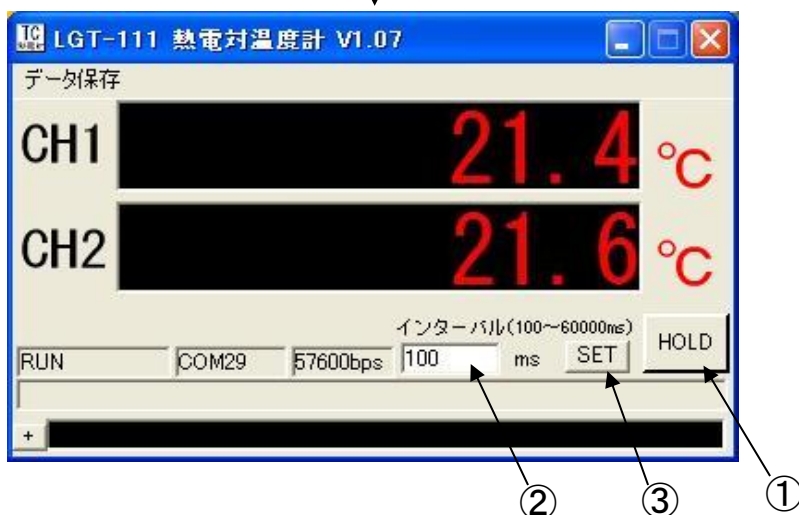 LGT-111 熱電対温度計 V1.07
データ保存
CH1 21.4 ℃
CH2 21.6 ℃
インターバル(100～60000ms)
RUN COM29 57600bps 100 ms SET HOLD
+
② ③ ①